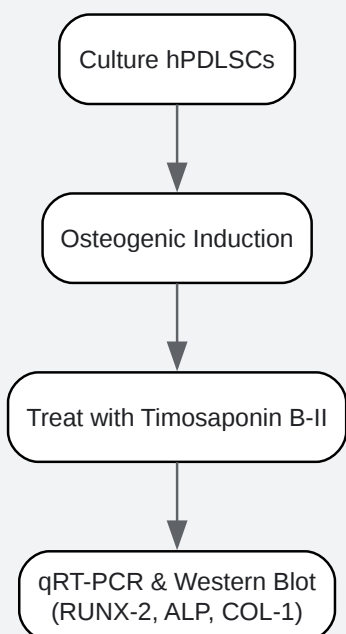 Culture hPDLSCs
Osteogenic Induction
Treat with Timosaponin B-II
qRT-PCR & Western Blot
(RUNX-2, ALP, COL-1)